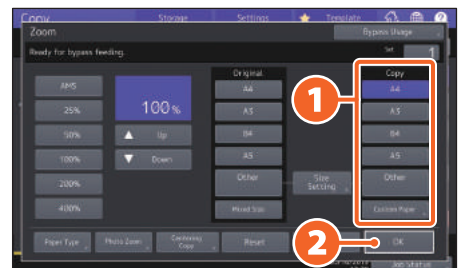 Copy Storage Settings Template
Zoom Bypass Usage
Ready for bypass feeding. Set 1
Original Copy
AMS A4 A4
25% 100% A3 A3
50% Up B4 B4
100% Down A5 A5
200% Other Size Setting Other
400% Mixed Size Custom Paper
Paper Type Photo Zoom Centering Copy Reset OK
Job Status
1
2